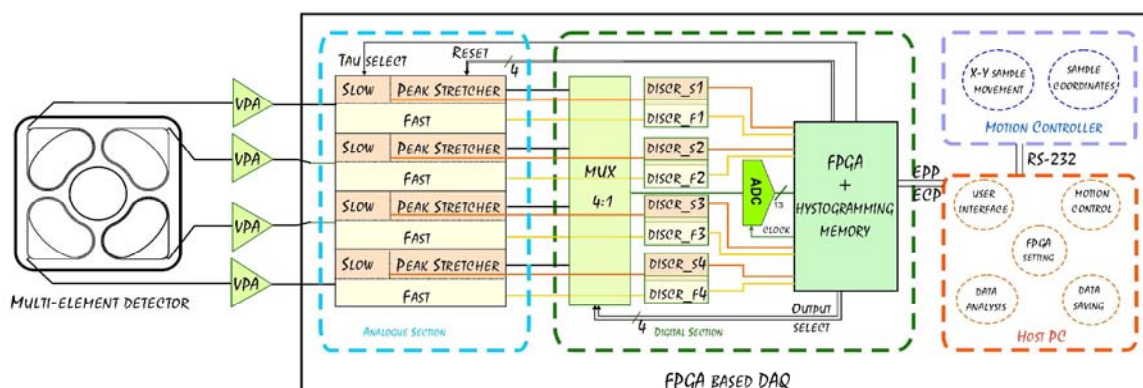 MULTI-ELEMENT DETECTOR
VPA
VPA
VPA
VPA
TAU SELECT
RESET
4
SLOW
PEAK STRETCHER
FAST
SLOW
PEAK STRETCHER
FAST
SLOW
PEAK STRETCHER
FAST
SLOW
PEAK STRETCHER
FAST
ANALOGUE SECTION
MUX
4:1
DISCR_S1
DISCR_F1
DISCR_S2
DISCR_F2
DISCR_S3
DISCR_F3
DISCR_S4
DISCR_F4
ADC
13
CLOCK
FPGA
+
HYSTOGRAMMING
MEMORY
OUTPUT
SELECT
4
DIGITAL SECTION
EPP
ECP
X-Y SAMPLE
MOVEMENT
SAMPLE
COORDINATES
MOTION CONTROLLER
RS-232
USER
INTERFACE
MOTION
CONTROL
FPGA
SETTING
DATA
ANALYSIS
DATA
SAVING
HOST PC
FPGA BASED DAQ